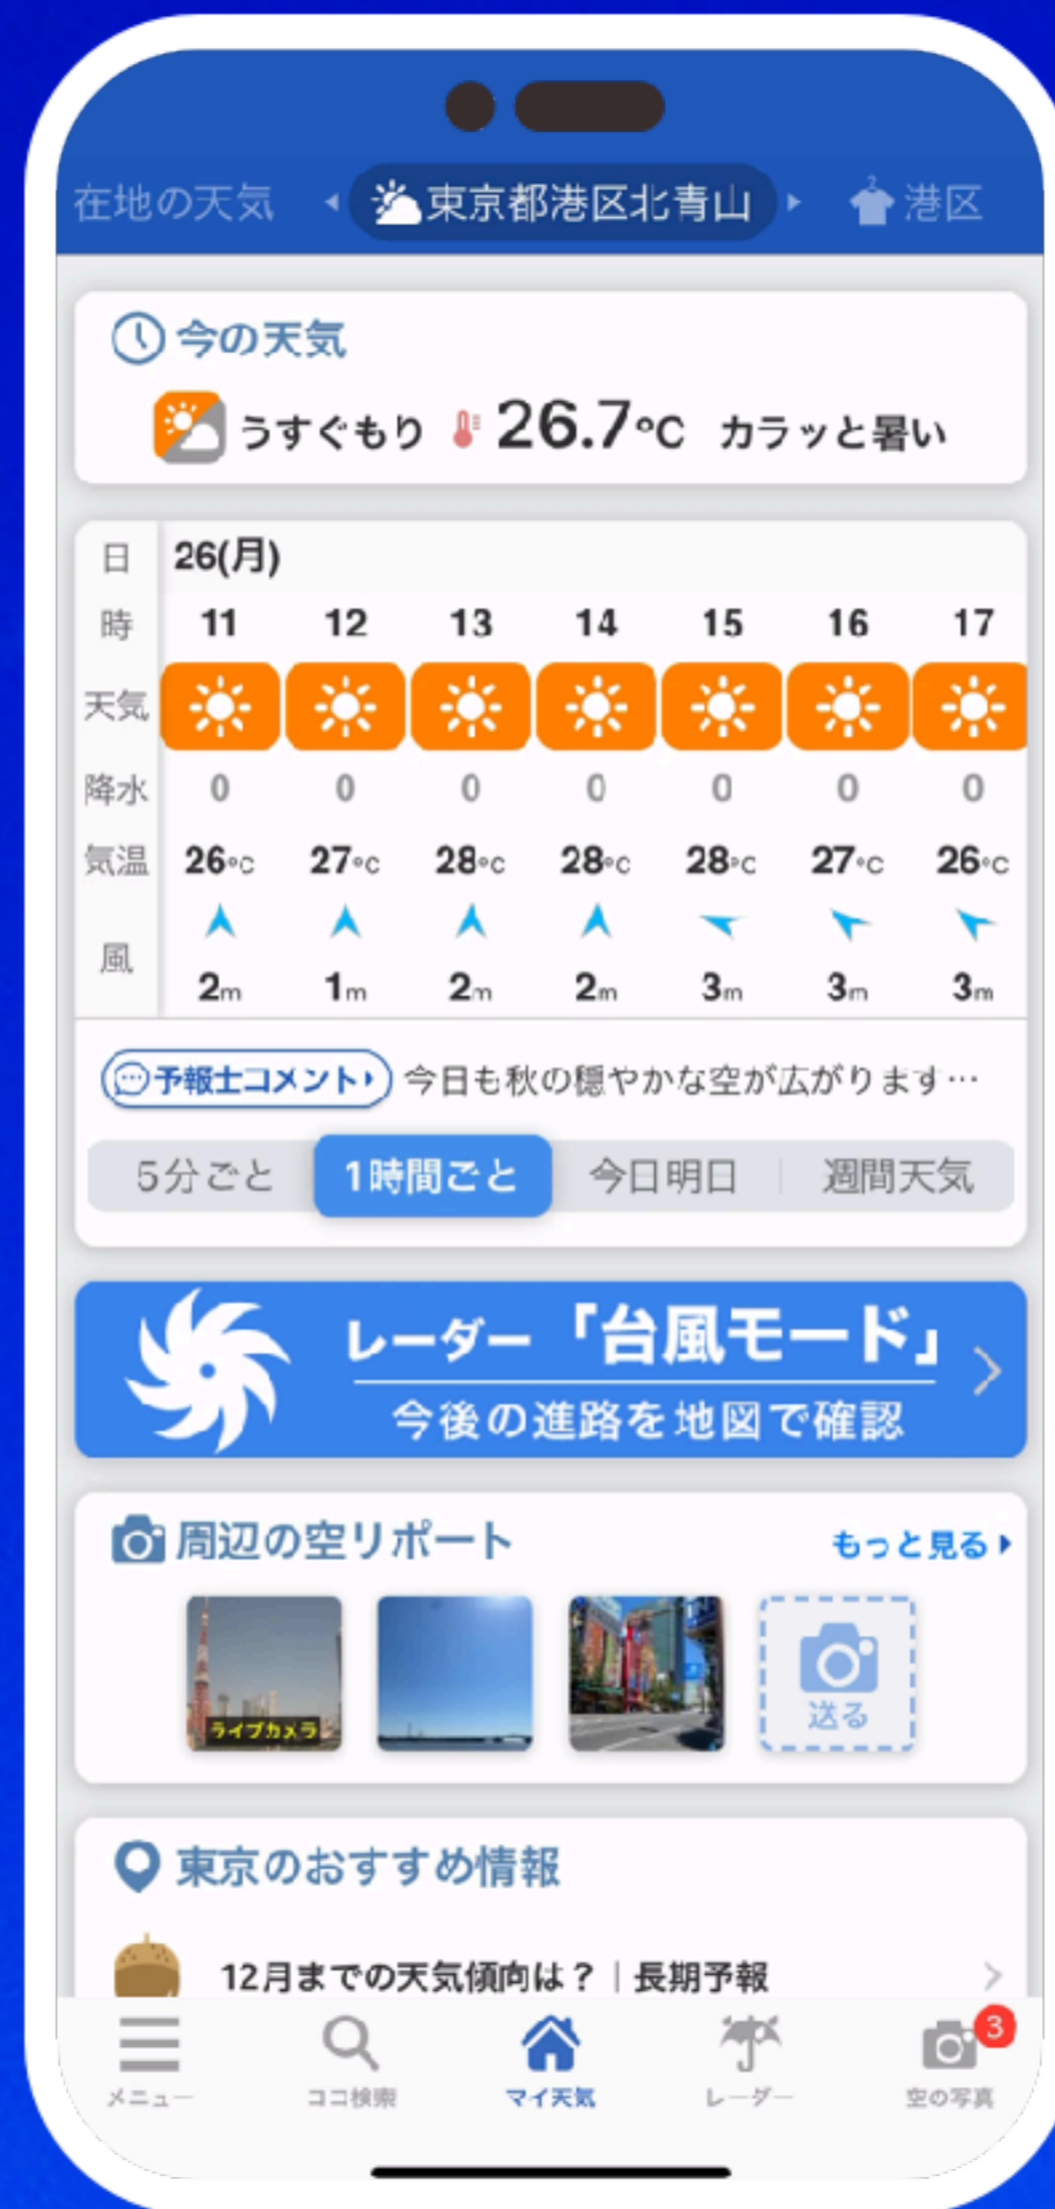 在地の天気 東京都港区北青山 2 港区
今の天気
うすぐもり 26.7℃ カラッと暑い
日 26(月)
時 11 12 13 14 15 16 17
天気
降水 0 0 0 0 0 0 0
気温 26℃ 27℃ 28℃ 28℃ 28℃ 27℃ 26℃
風 2m 1m 2m 2m 3m 3m 3m
予報士コメント 今日も秋の穏やかな空が広がります…
5分ごと 1時間ごと 今日明日 週間天気
レーダー「台風モード」
今後の進路を地図で確認
周辺の空リポート もっと見る
ライブカメラ
送る
東京のおすすめ情報
12月までの天気傾向は？｜長期予報
3
メニュー ココ検索 マイ天気 レーダー 空の写真